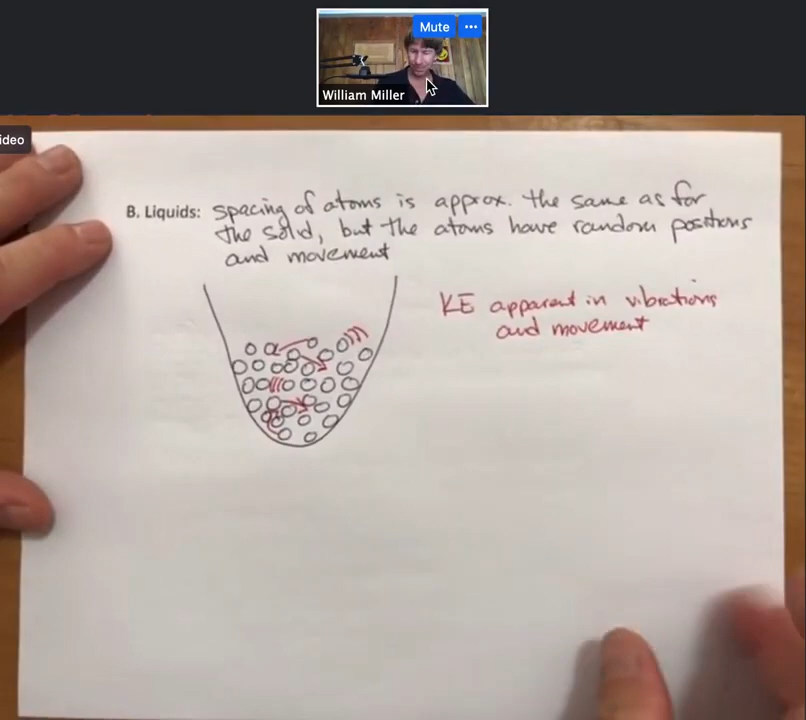 Mute
William Miller
ideo
B. Liquids: spacing of atoms is approx. the same as for
the solid, but the atoms have random positions
and movement
KE apparent in vibrations
and movement